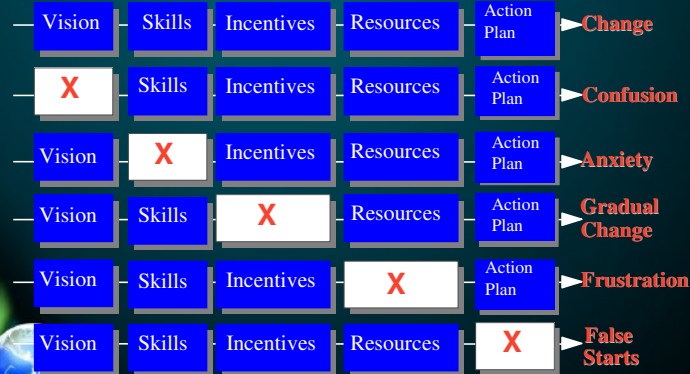 Vision Skills Incentives Resources Action Plan Change
X Skills Incentives Resources Action Plan Confusion
Vision X Incentives Resources Action Plan Anxiety
Vision Skills X Resources Action Plan Gradual Change
Vision Skills Incentives X Action Plan Frustration
Vision Skills Incentives Resources X False Starts